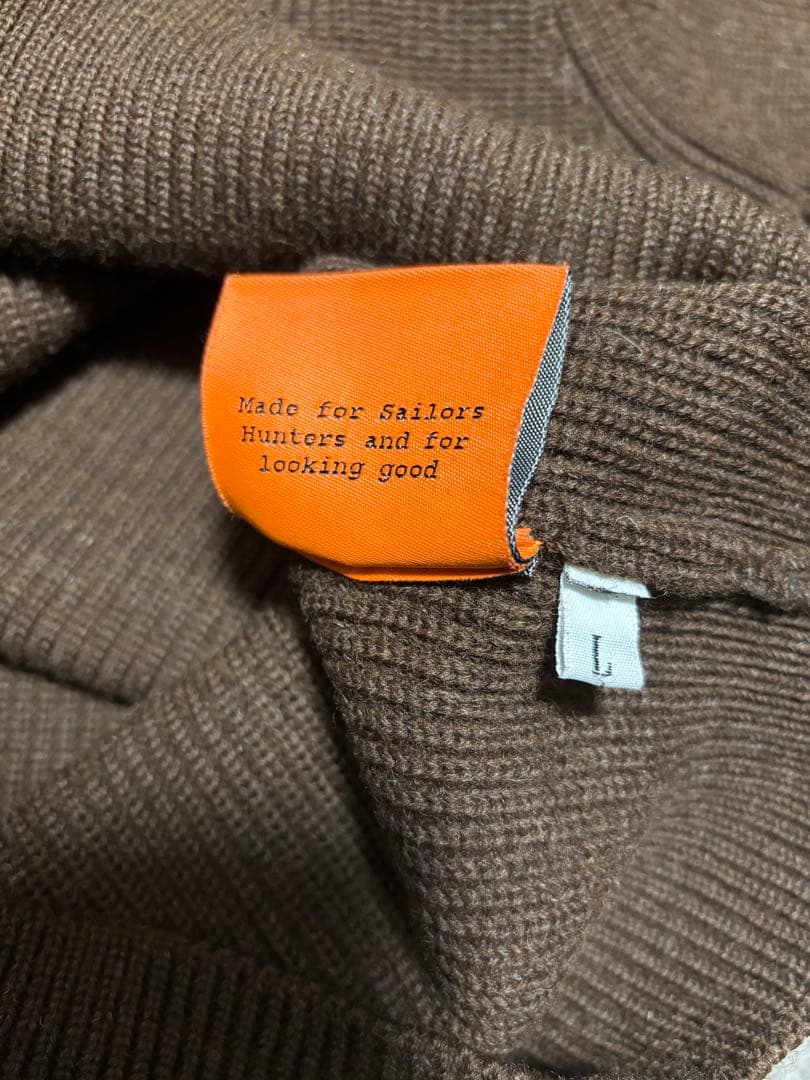 Made for Sailors
Hunters and for
looking good
L